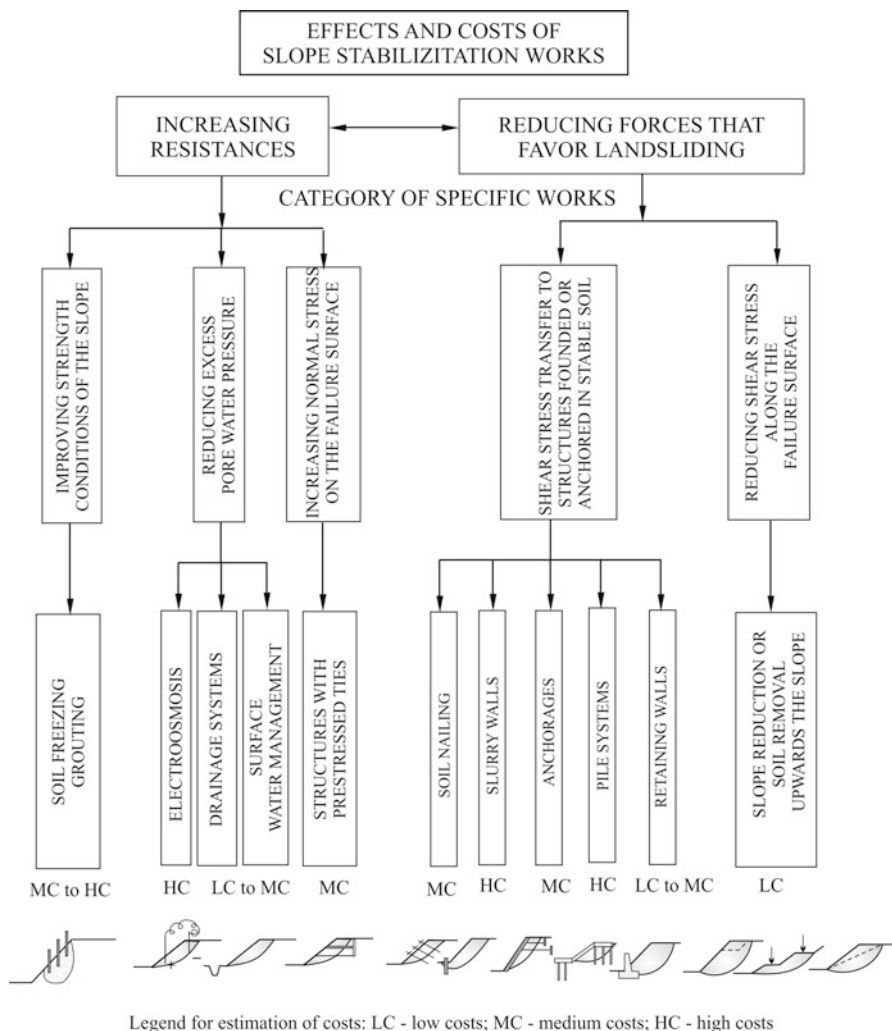 EFFECTS AND COSTS OF
SLOPE STABILIZITATION WORKS
INCREASING
RESISTANCES
REDUCING FORCES THAT
FAVOR LANDSLIDING
CATEGORY OF SPECIFIC WORKS
IMPROVING STRENGTH
CONDITIONS OF THE SLOPE
REDUCING EXCESS
PORE WATER PRESSURE
INCREASING NORMAL STRESS
ON THE FAILURE SURFACE
SHEAR STRESS TRANSFER TO
STRUCTURES FOUNDED OR
ANCHORED IN STABLE SOIL
REDUCING SHEAR STRESS
ALONG THE
FAILURE SURFACE
SOIL FREEZING
GROUTING
ELECTROOSMOSIS
DRAINAGE SYSTEMS
SURFACE
WATER MANAGEMENT
STRUCTURES WITH
PRESTRESSED TIES
SOIL NAILING
SLURRY WALLS
ANCHORAGES
PILE SYSTEMS
RETAINING WALLS
SLOPE REDUCTION OR
SOIL REMOVAL
UPWARDS THE SLOPE
MC to HC
HC
LC to MC
MC
MC
HC
MC
HC
LC to MC
LC
+
−
Legend for estimation of costs: LC - low costs; MC - medium costs; HC - high costs